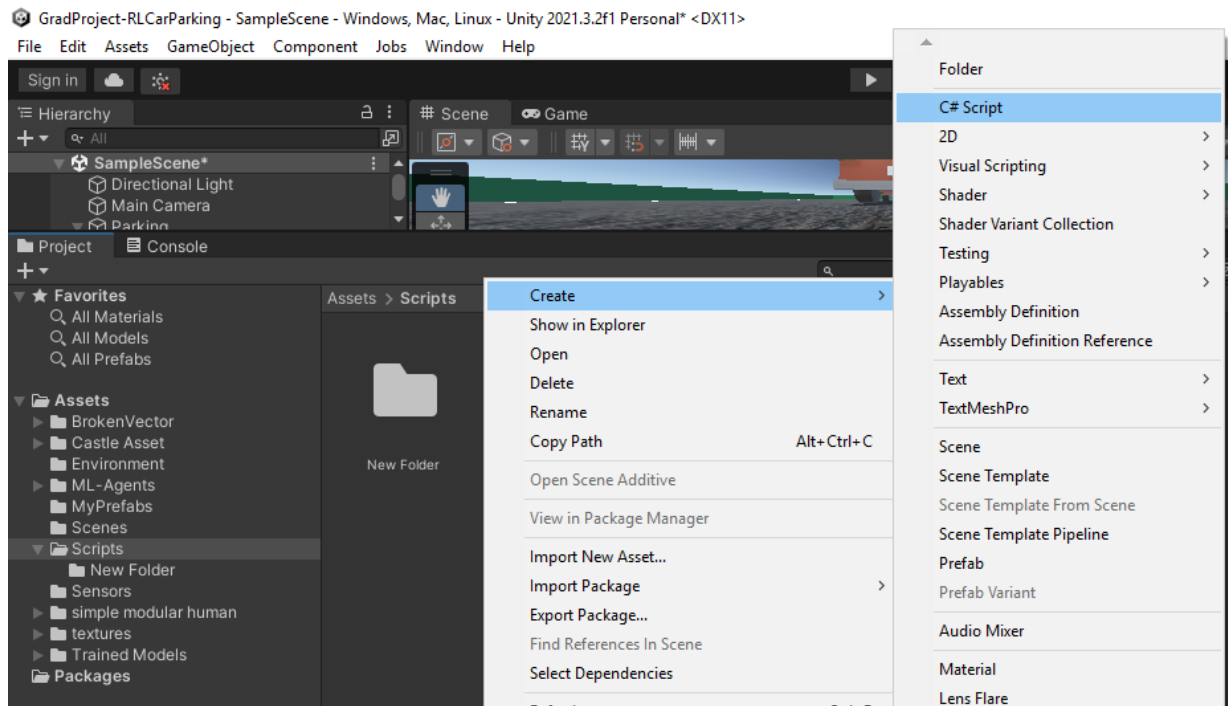 GradProject-RLCarParking - SampleScene - Windows, Mac, Linux - Unity 2021.3.2f1 Personal* <DX11>
File Edit Assets GameObject Component Jobs Window Help
Sign in
Hierarchy
All
SampleScene*
Directional Light
Main Camera
Parking
# Scene
Game
Project
Console
Favorites
All Materials
All Models
All Prefabs
Assets
BrokenVector
Castle Asset
Environment
ML-Agents
MyPrefabs
Scenes
Scripts
New Folder
Sensors
simple modular human
textures
Trained Models
Packages
Assets > Scripts
New Folder
Create
Show in Explorer
Open
Delete
Rename
Copy Path Alt+Ctrl+C
Open Scene Additive
View in Package Manager
Import New Asset...
Import Package
Export Package...
Find References In Scene
Select Dependencies
Folder
C# Script
2D
Visual Scripting
Shader
Shader Variant Collection
Testing
Playables
Assembly Definition
Assembly Definition Reference
Text
TextMeshPro
Scene
Scene Template
Scene Template From Scene
Scene Template Pipeline
Prefab
Prefab Variant
Audio Mixer
Material
Lens Flare